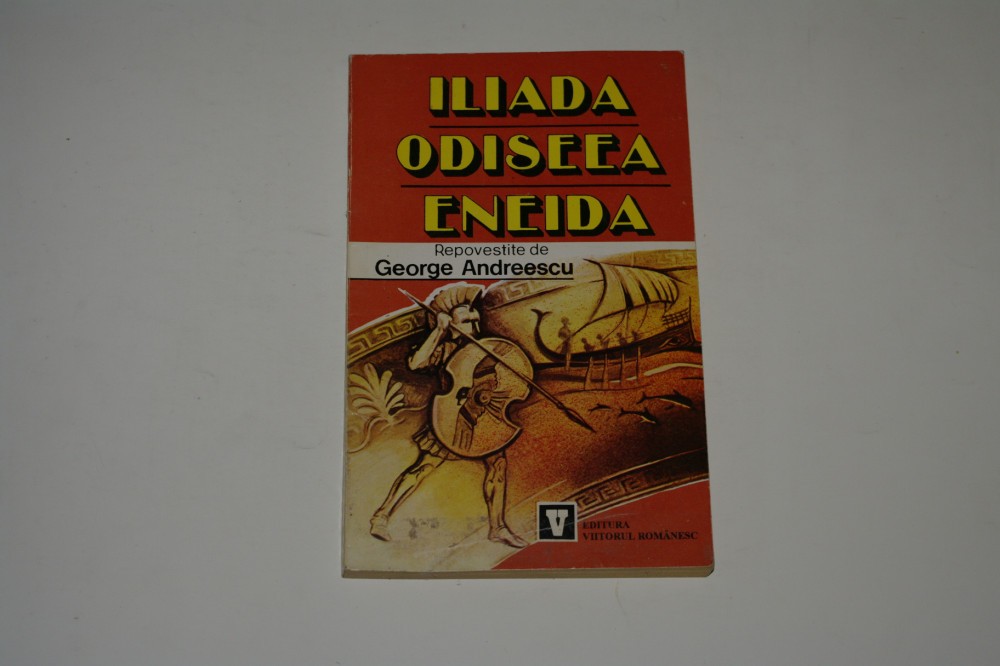 ILIADA
ODISEEA
ENEIDA
Repovestite de
George Andreescu
V
EDITURA
VIITORUL ROMÂNESC